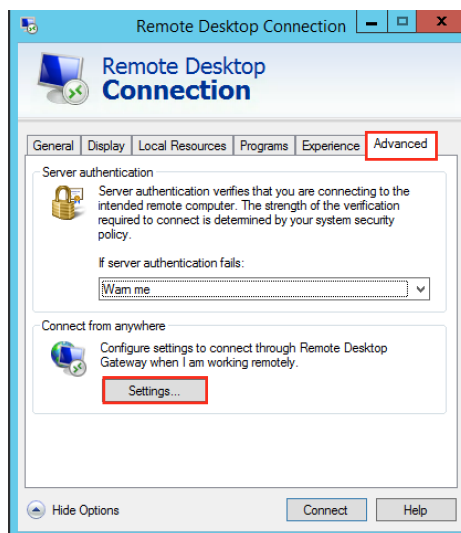 Remote Desktop Connection
Remote Desktop
Connection
General Display Local Resources Programs Experience Advanced
Server authentication
Server authentication verifies that you are connecting to the
intended remote computer. The strength of the verification
required to connect is determined by your system security
policy.
If server authentication fails:
Warn me
Connect from anywhere
Configure settings to connect through Remote Desktop
Gateway when I am working remotely.
Settings...
Hide Options Connect Help